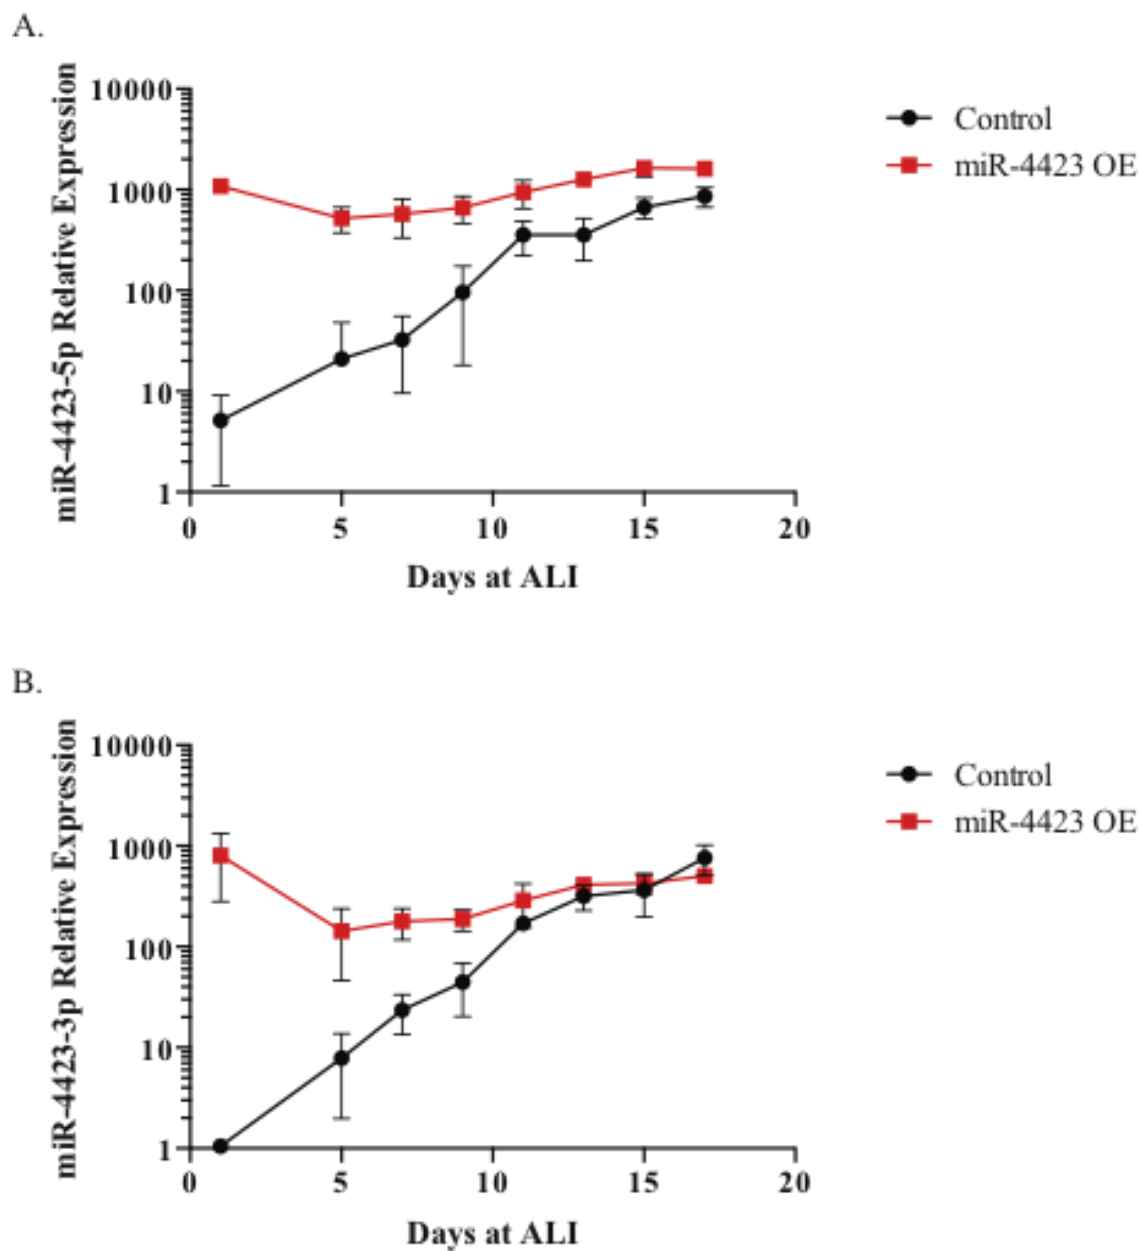 A.
miR-4423-5p Relative Expression
10000
1000
100
10
1
0 5 10 15 20
Days at ALI
Control
miR-4423 OE
B.
miR-4423-3p Relative Expression
10000
1000
100
10
1
0 5 10 15 20
Days at ALI
Control
miR-4423 OE